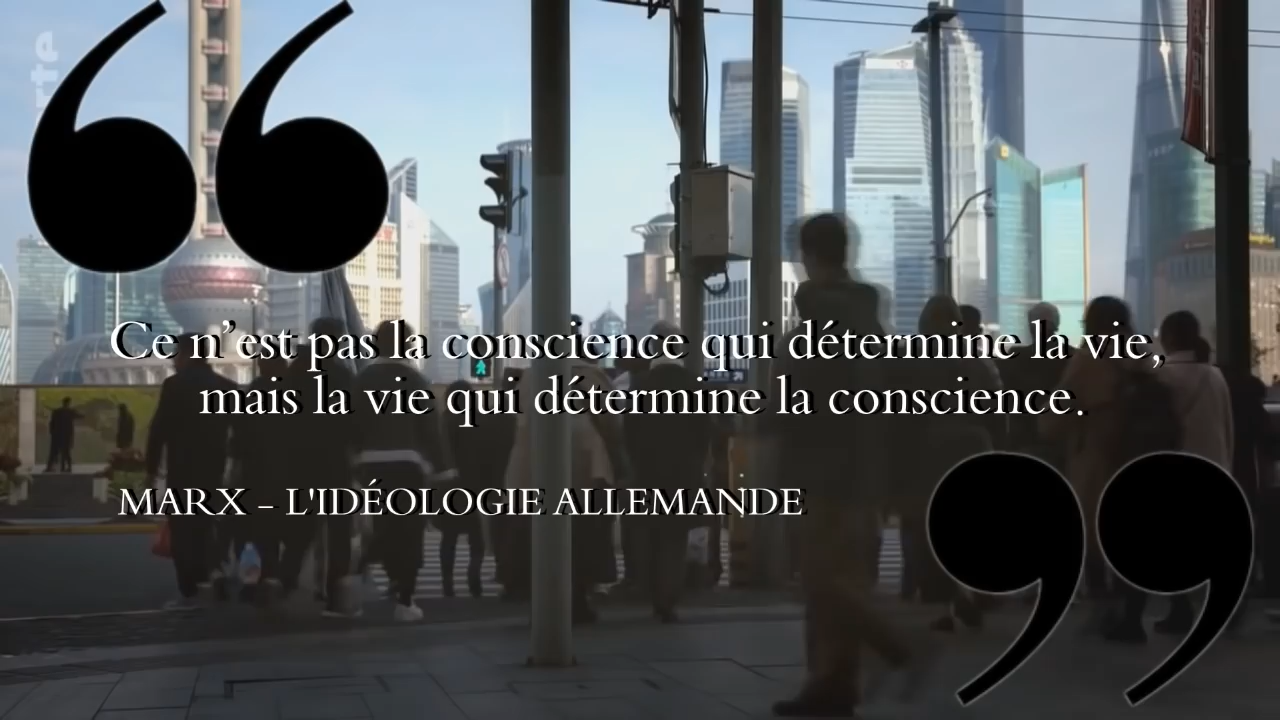 arte
Ce n’est pas la conscience qui détermine la vie,
mais la vie qui détermine la conscience.
MARX – L'IDÉOLOGIE ALLEMANDE